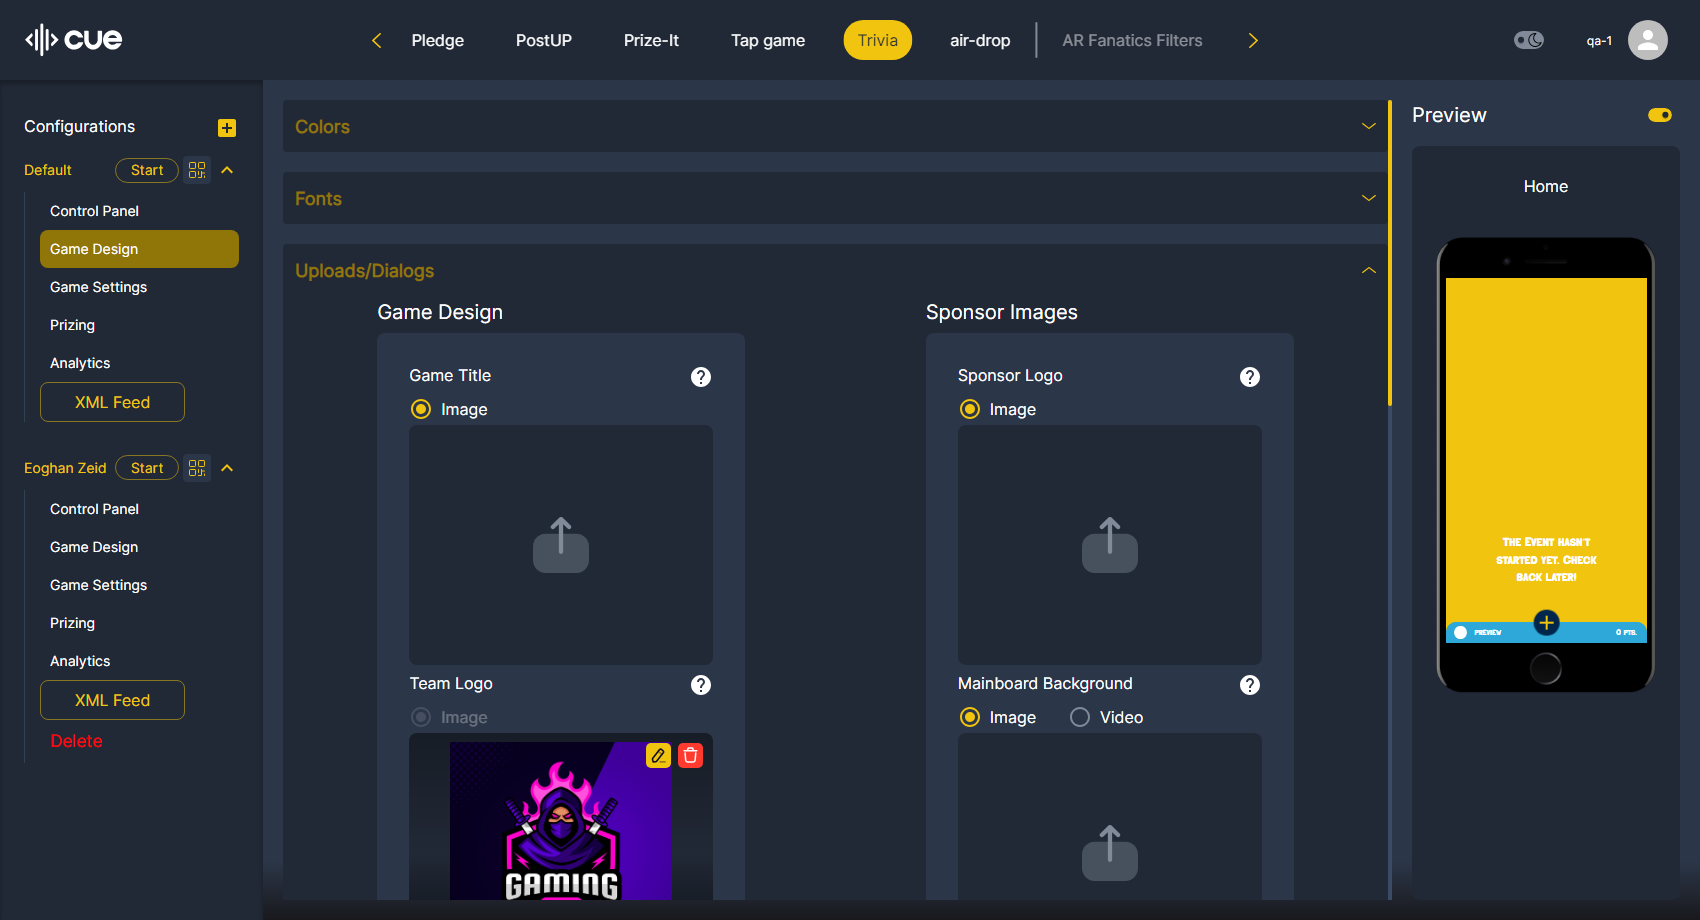 cue
Pledge
PostUP
Prize-It
Tap game
Trivia
air-drop
AR Fanatics Filters
qa-1
Configurations
Default
Start
Control Panel
Game Design
Game Settings
Prizing
Analytics
XML Feed
Eoghan Zeid
Start
Control Panel
Game Design
Game Settings
Prizing
Analytics
XML Feed
Delete
Colors
Fonts
Uploads/Dialogs
Game Design
Game Title
Image
Team Logo
Image
GAMING
Sponsor Images
Sponsor Logo
Image
Mainboard Background
Image
Video
Preview
Home
The Event hasn't
started yet. Check
back later!
PREVIEW
0 PTS.